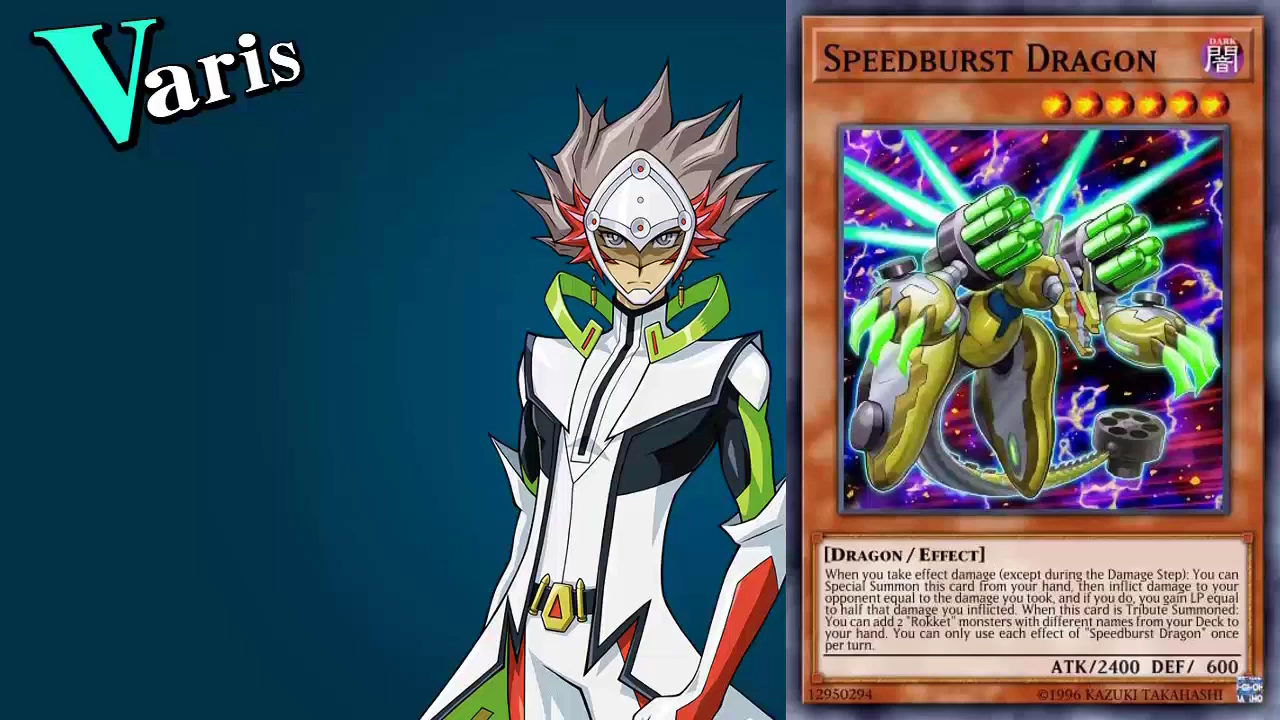 Varis
SPEEDBURST DRAGON
DARK
闇
[DRAGON / EFFECT]
When you take effect damage (except during the Damage Step): You can
Special Summon this card from your hand, then inflict damage to your
opponent equal to the damage you took, and if you do, you gain LP equal
to half that damage you inflicted. When this card is Tribute Summoned:
You can add 2 "Rokket" monsters with different names from your Deck to
your hand. You can only use each effect of "Speedburst Dragon" once
per turn.
ATK/2400 DEF/ 600
12950294
©1996 KAZUKI TAKAHASHI